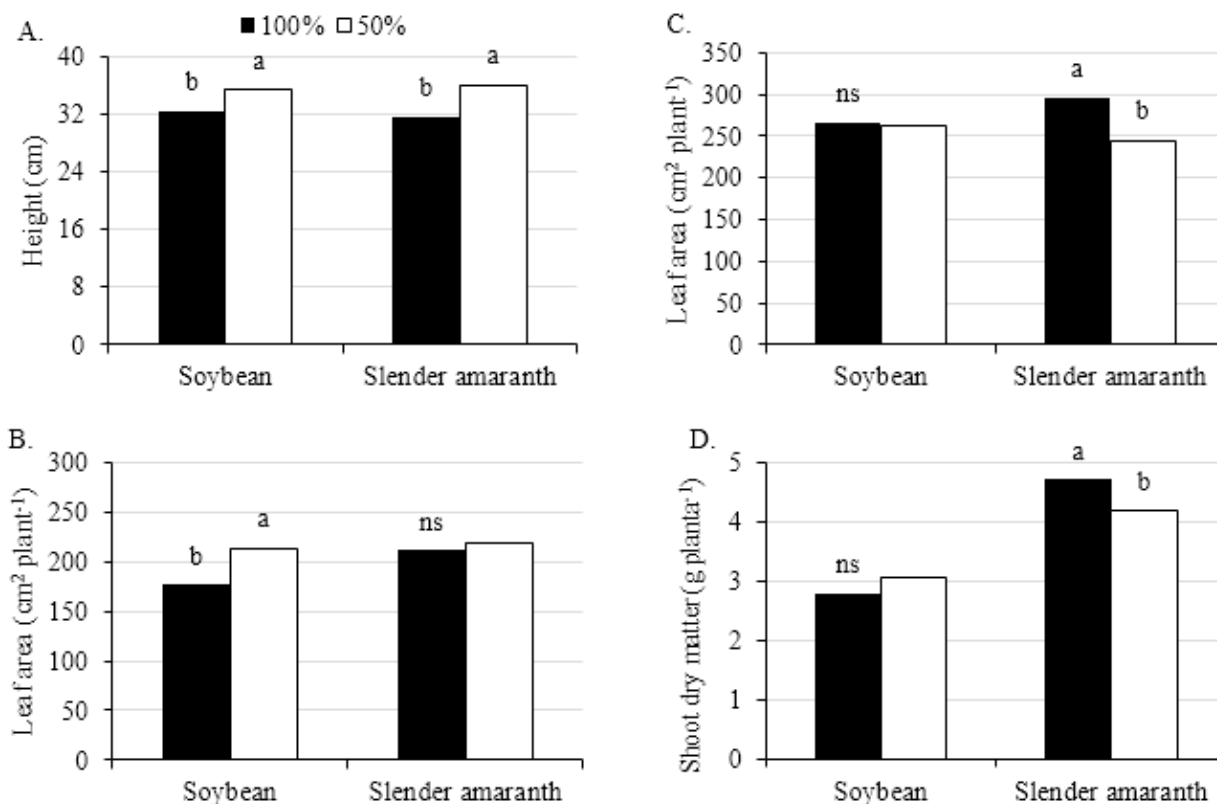 A.
■ 100% □ 50%
Height (cm)
40
32
24
16
8
0
b
a
b
a
Soybean
Slender amaranth
C.
Leaf area (cm² plant⁻¹)
350
300
250
200
150
100
50
0
ns
a
b
Soybean
Slender amaranth
B.
Leaf area (cm² plant⁻¹)
300
250
200
150
100
50
0
b
a
ns
Soybean
Slender amaranth
D.
Shoot dry matter (g planta⁻¹)
5
4
3
2
1
0
ns
a
b
Soybean
Slender amaranth